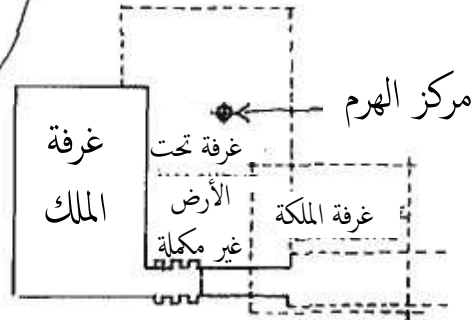 مركز الهرم
غرفة
الملك
غرفة تحت
الأرض
غير مكملة
غرفة الملكة